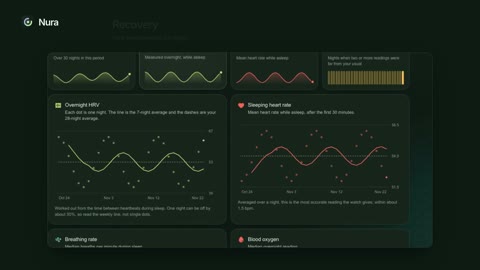 Nura
Recovery
Over 30 nights in this period
Measured overnight, while asleep
Mean heart rate while asleep
Nights when two or more readings were
far from your usual
Overnight HRV
Each dot is one night. The line is the 7-night average and the dashes are your
28-night average.
Oct 24
Nov 3
Nov 13
Nov 22
Worked out from the time between heartbeats during sleep. One night can be off by
about 10%, so read the weekly line, not single dots.
Sleeping heart rate
Mean heart rate while asleep, after the first 30 minutes.
Oct 24
Nov 3
Nov 13
Nov 22
Averaged over a night, this is the most accurate reading the watch gives, within about
1.5 bpm.
Breathing rate
Blood oxygen